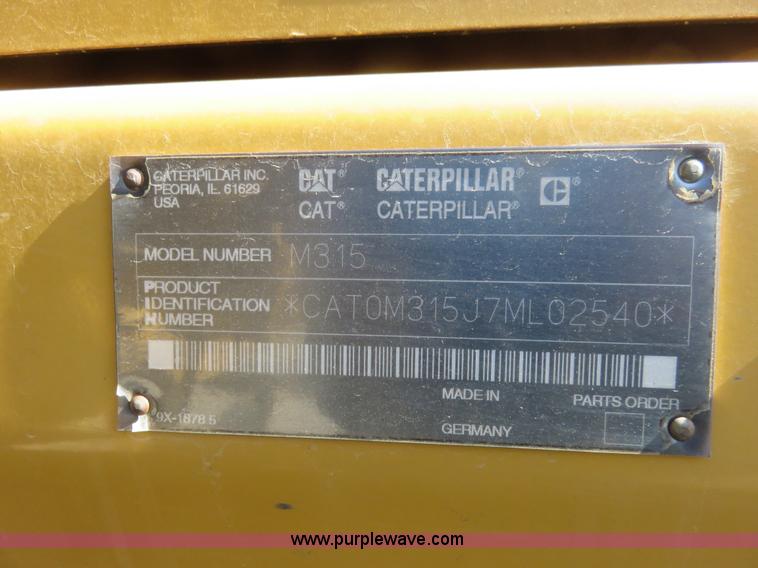 CATERPILLAR INC.
PEORIA, IL 61629
USA
CAT® CATERPILLAR® ®
CAT® CATERPILLAR®
MODEL NUMBER M315
PRODUCT
IDENTIFICATION
NUMBER *CAT0M315J7ML02540*
MADE IN PARTS ORDER
9X-1878 5 GERMANY
www.purplewave.com